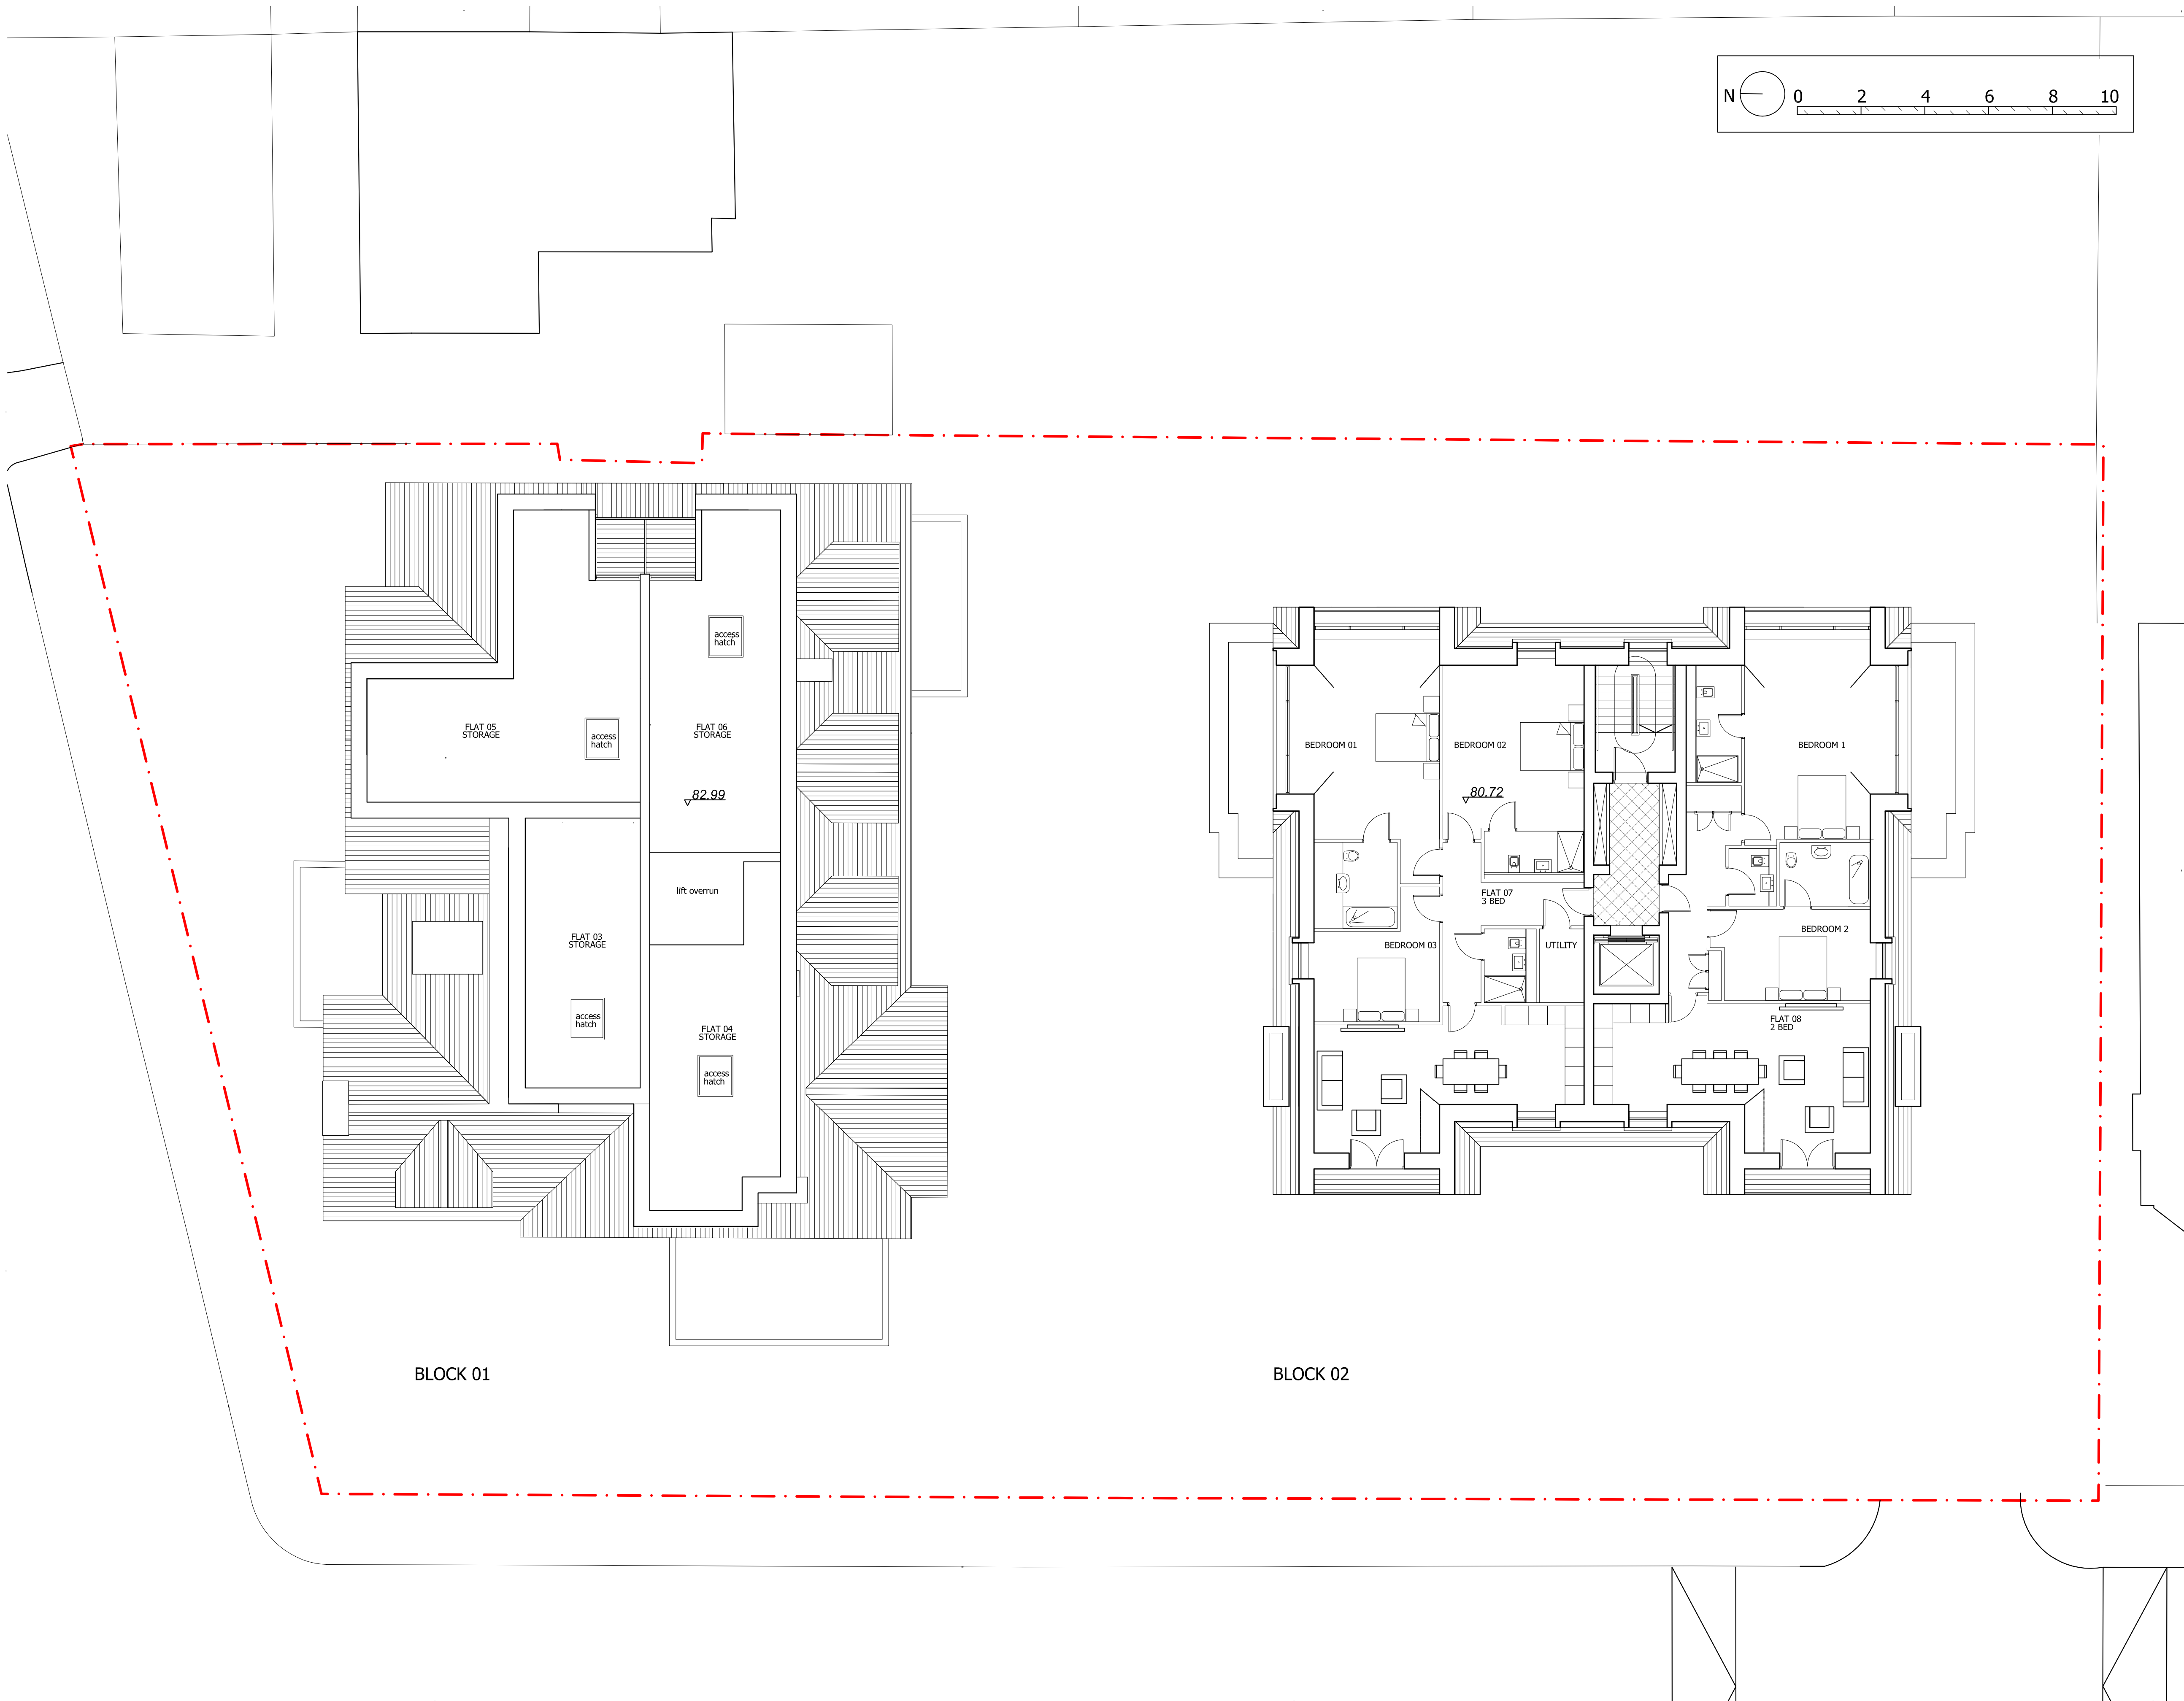 N 0 2 4 6 8 10
access
hatch
FLAT 05
STORAGE
access
hatch
FLAT 06
STORAGE
82.99
lift overrun
FLAT 03
STORAGE
access
hatch
FLAT 04
STORAGE
access
hatch
BEDROOM 01
BEDROOM 02
BEDROOM 1
80.72
FLAT 07
3 BED
BEDROOM 03
UTILITY
BEDROOM 2
FLAT 08
2 BED
BLOCK 01
BLOCK 02